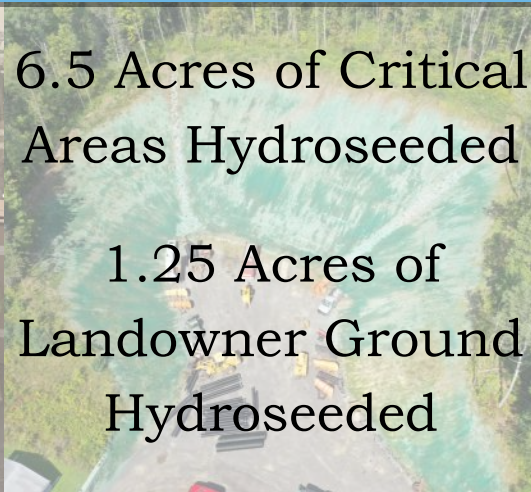 6.5 Acres of Critical
Areas Hydroseeded
1.25 Acres of
Landowner Ground
Hydroseeded